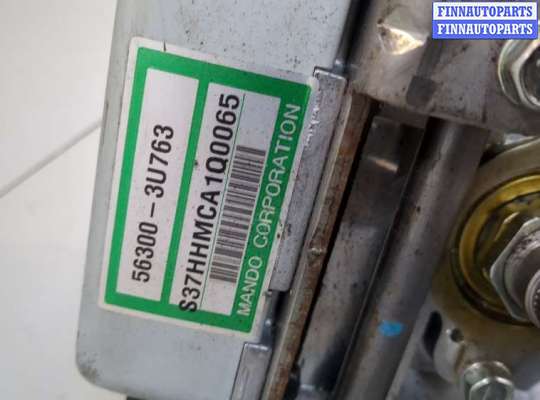 FINNAUTOPARTS
FINNAUTOPARTS
56300-3U763
S37HHMCA1Q0065
MANDO CORPORATION